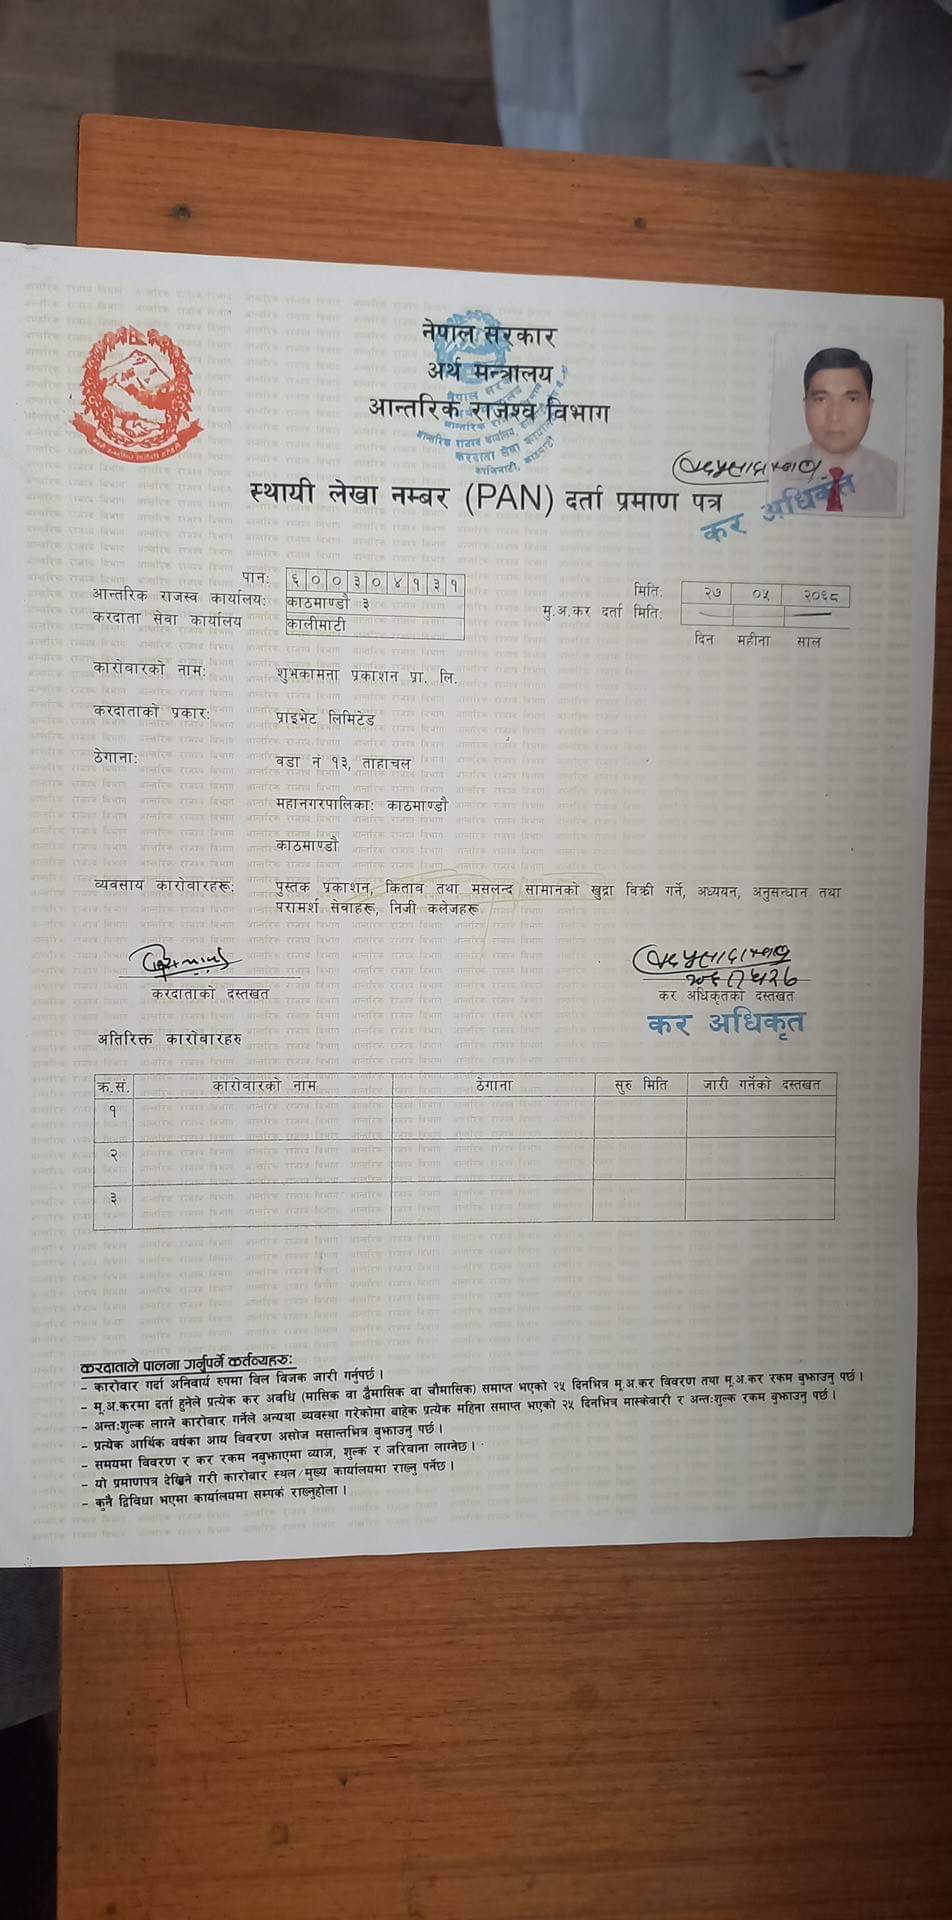 नेपाल सरकार
अर्थ मन्त्रालय
आन्तरिक राजश्व विभाग
स्थायी लेखा नम्बर (PAN) दर्ता प्रमाण पत्र
कर अधिकृत
पान: ६ ० ० ३ ० ४ १ ३ १
आन्तरिक राजस्व कार्यालय: काठमाण्डौ ३
करदाता सेवा कार्यालय कालीमाटी
मिति: २७ ०५ २०६८
मु.अ.कर दर्ता मिति:
दिन महीना साल
कारोबारको नाम: शुभकामना प्रकाशन प्रा. लि.
करदाताको प्रकार: प्राइभेट लिमिटेड
ठेगाना: वडा नं १३, ताहाचल
महानगरपालिका: काठमाण्डौ
काठमाण्डौ
व्यवसाय कारोवारहरू: पुस्तक प्रकाशन, किताव तथा मसलन्द सामानको खुद्रा विक्री गर्ने, अध्ययन, अनुसन्धान तथा
परामर्श सेवाहरू, निजी कलेजहरू
करदाताको दस्तखत
कर अधिकृतको दस्तखत
कर अधिकृत
अतिरिक्त कारोबारहरु
क्र.सं. कारोबारको नाम ठेगाना सुरु मिति जारी गर्नेको दस्तखत
१
२
३
करदाताले पालना गर्नुपर्ने कर्तव्यहरु:
- कारोवार गर्दा अनिवार्य रुपमा विल विजक जारी गर्नुपर्छ ।
- मू.अ.करमा दर्ता हुनेले प्रत्येक कर अवधि (मासिक वा द्वैमासिक वा चौमासिक) समाप्त भएको २५ दिनभित्र मू.अ.कर विवरण तथा मू.अ.कर रकम बुझाउनु पर्छ ।
- अन्त:शुल्क लाग्ने कारोवार गर्नेले अन्यथा व्यवस्था गरेकोमा बाहेक प्रत्येक महिना समाप्त भएको २५ दिनभित्र मास्केवारी र अन्त:शुल्क रकम बुझाउनु पर्छ ।
- प्रत्येक आर्थिक वर्षका आय विवरण असोज मसान्तभित्र बुझाउनु पर्छ ।
- समयमा विवरण र कर रकम नबुझाएमा व्याज, शुल्क र जरिवाना लाग्नेछ ।
- यो प्रमाणपत्र देखिने गरी कारोबार स्थल/मुख्य कार्यालयमा राख्नु पर्नेछ ।
- कुनै द्विविधा भएमा कार्यालयमा सम्पर्क राख्नुहोला ।